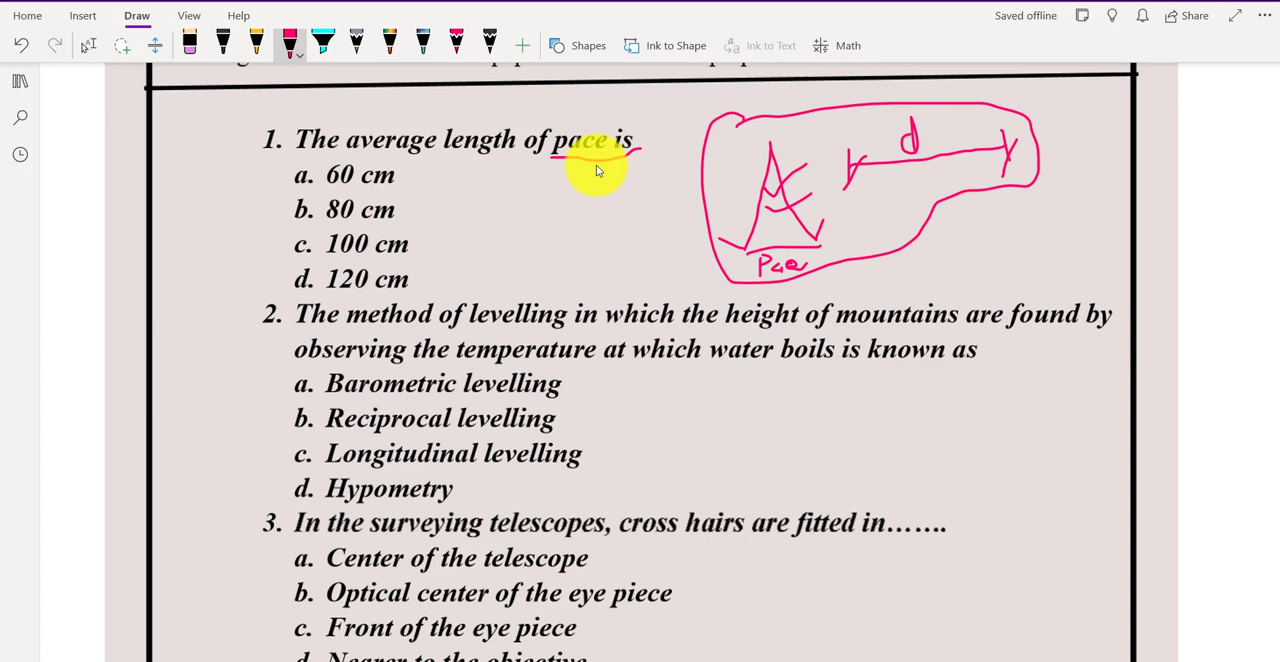 Home Insert Draw View Help Saved offline Share
Shapes Ink to Shape Ink to Text Math
1. The average length of pace is
a. 60 cm
b. 80 cm
c. 100 cm
d. 120 cm
d
Pace
2. The method of levelling in which the height of mountains are found by
observing the temperature at which water boils is known as
a. Barometric levelling
b. Reciprocal levelling
c. Longitudinal levelling
d. Hypometry
3. In the surveying telescopes, cross hairs are fitted in…….
a. Center of the telescope
b. Optical center of the eye piece
c. Front of the eye piece
d. Nearer to the objective